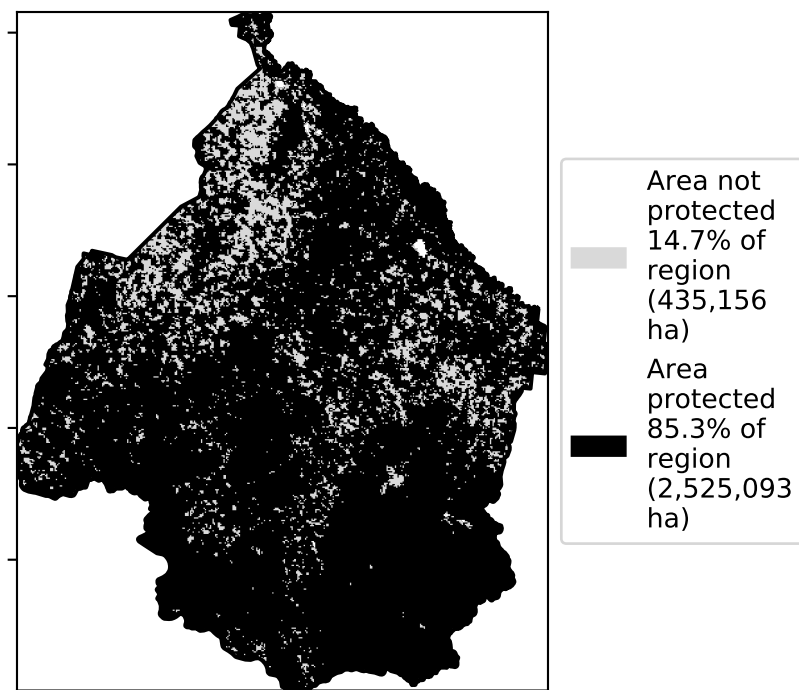 Area not
protected
14.7% of
region
(435,156
ha)
Area
protected
85.3% of
region
(2,525,093
ha)